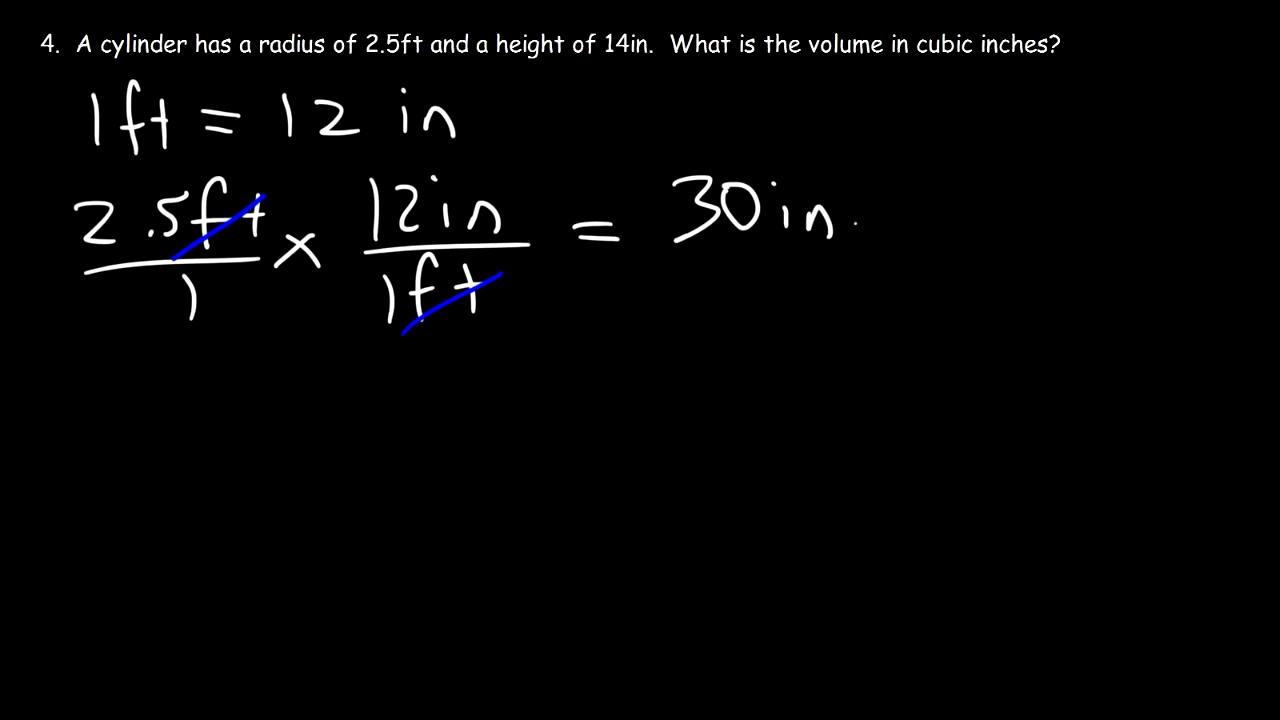 4. A cylinder has a radius of 2.5ft and a height of 14in. What is the volume in cubic inches?
1ft = 12 in
2.5ft/1 × 12in/1ft = 30in.